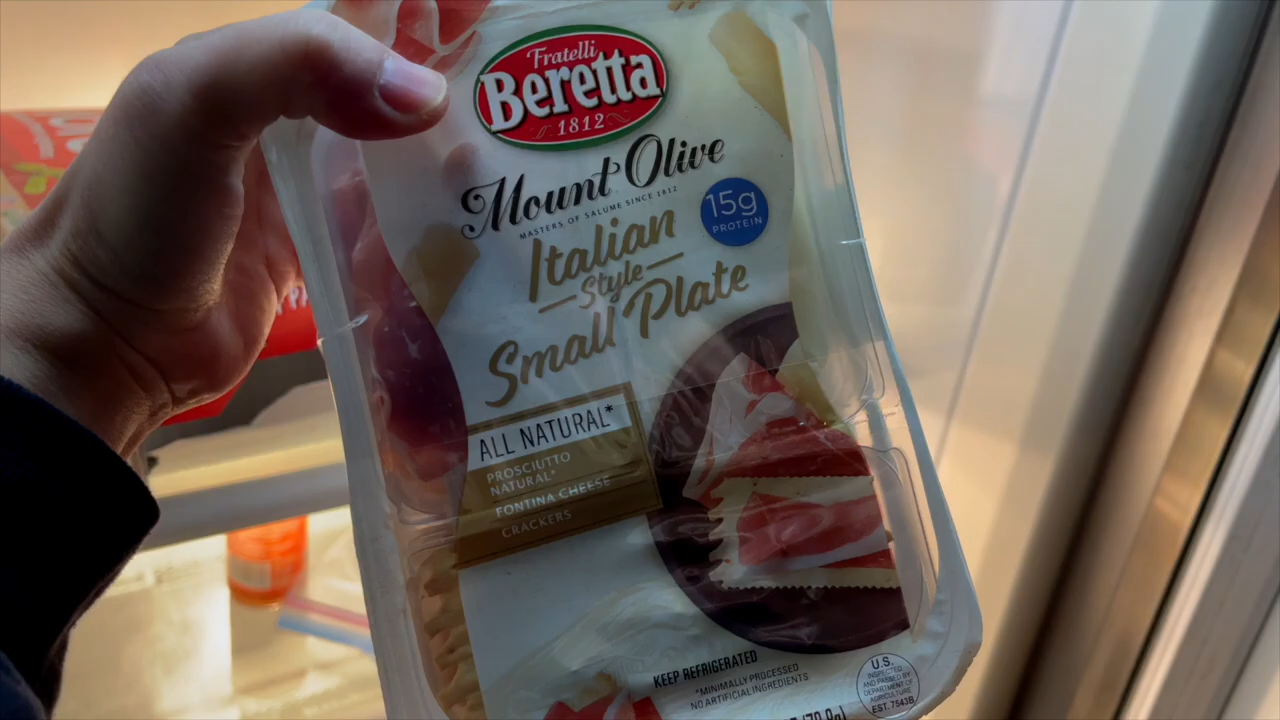 Fratelli
Beretta
1812
Mount Olive
MASTERS OF SALUME SINCE 1812
15g
PROTEIN
Italian
Style
Small Plate
ALL NATURAL*
PROSCIUTTO
NATURAL*
FONTINA CHEESE
CRACKERS
KEEP REFRIGERATED
*MINIMALLY PROCESSED
NO ARTIFICIAL INGREDIENTS
U.S.
INSPECTED
AND PASSED BY
DEPARTMENT OF
AGRICULTURE
EST. 7543B